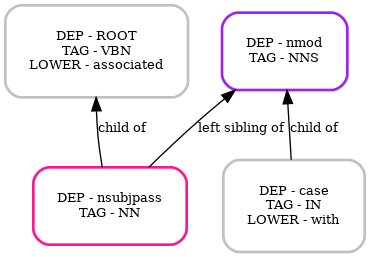 DEP - ROOT
TAG - VBN
LOWER - associated
DEP - nmod
TAG - NNS
child of
left sibling of
child of
DEP - nsubjpass
TAG - NN
DEP - case
TAG - IN
LOWER - with